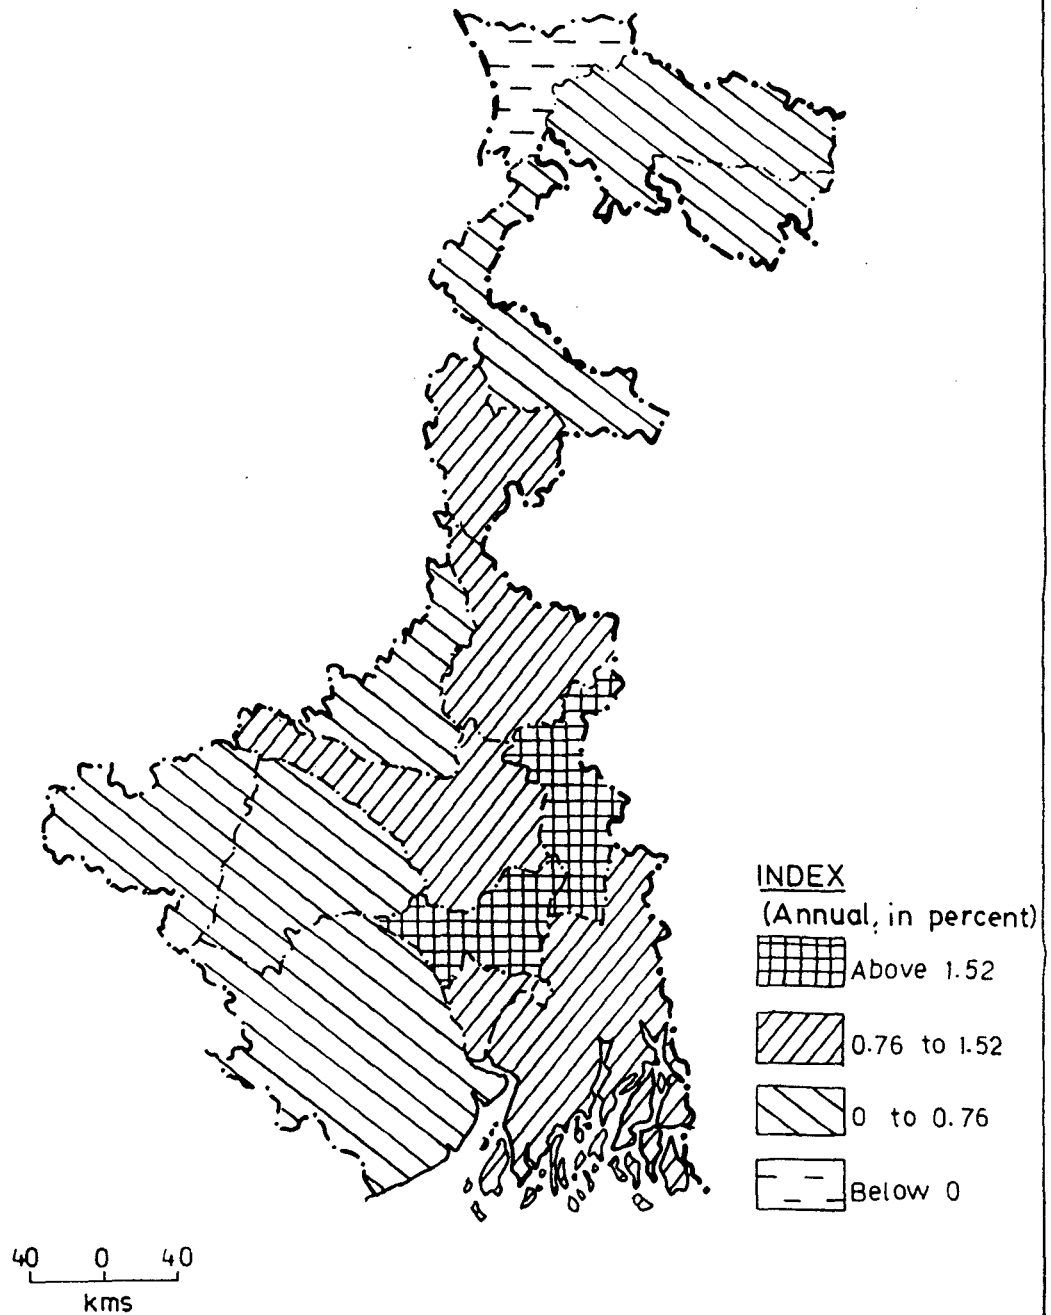 INDEX
(Annual, in percent)
Above 1.52
0.76 to 1.52
0 to 0.76
Below 0
40 0 40
kms